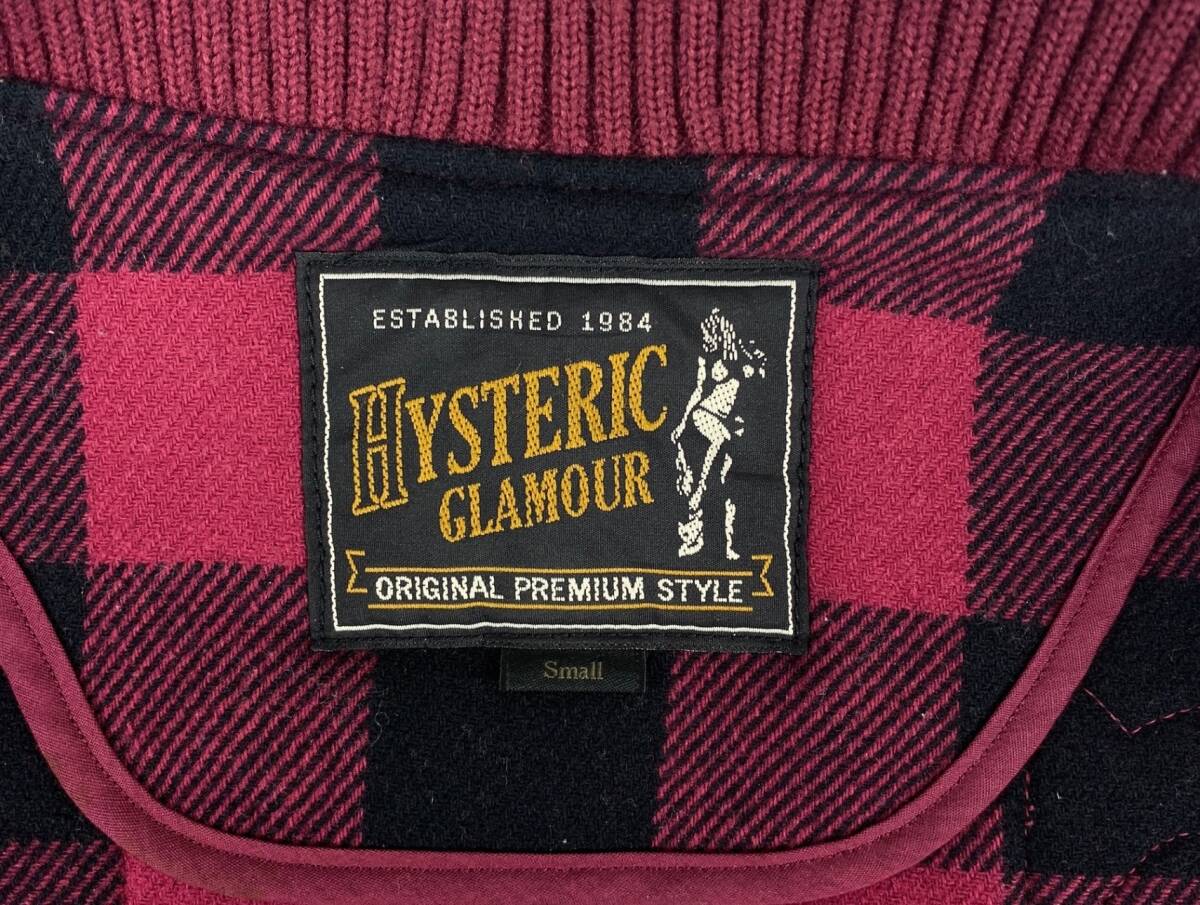 ESTABLISHED 1984
HYSTERIC
GLAMOUR
ORIGINAL PREMIUM STYLE
Small